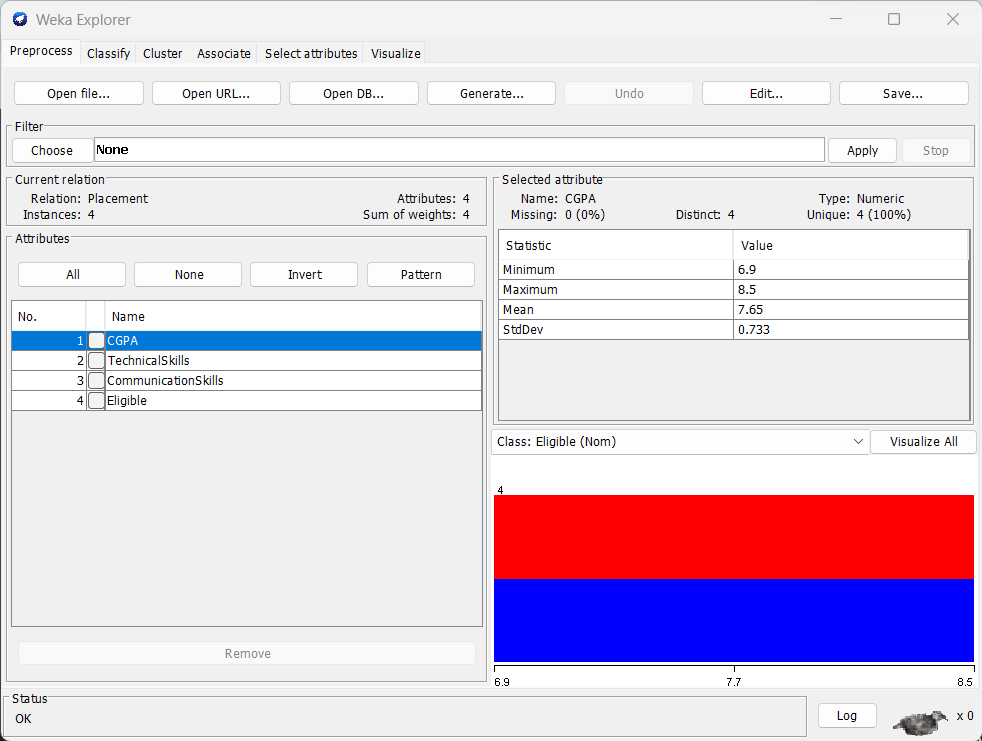 Weka Explorer
Preprocess Classify Cluster Associate Select attributes Visualize
Open file... Open URL... Open DB... Generate... Undo Edit... Save...
Filter
Choose None Apply Stop
Current relation
Relation: Placement Attributes: 4
Instances: 4 Sum of weights: 4
Attributes
All None Invert Pattern
No. Name
1 CGPA
2 TechnicalSkills
3 CommunicationSkills
4 Eligible
Remove
Selected attribute
Name: CGPA Type: Numeric
Missing: 0 (0%) Distinct: 4 Unique: 4 (100%)
Statistic Value
Minimum 6.9
Maximum 8.5
Mean 7.65
StdDev 0.733
Class: Eligible (Nom) Visualize All
4
6.9 7.7 8.5
Status
OK
Log x 0